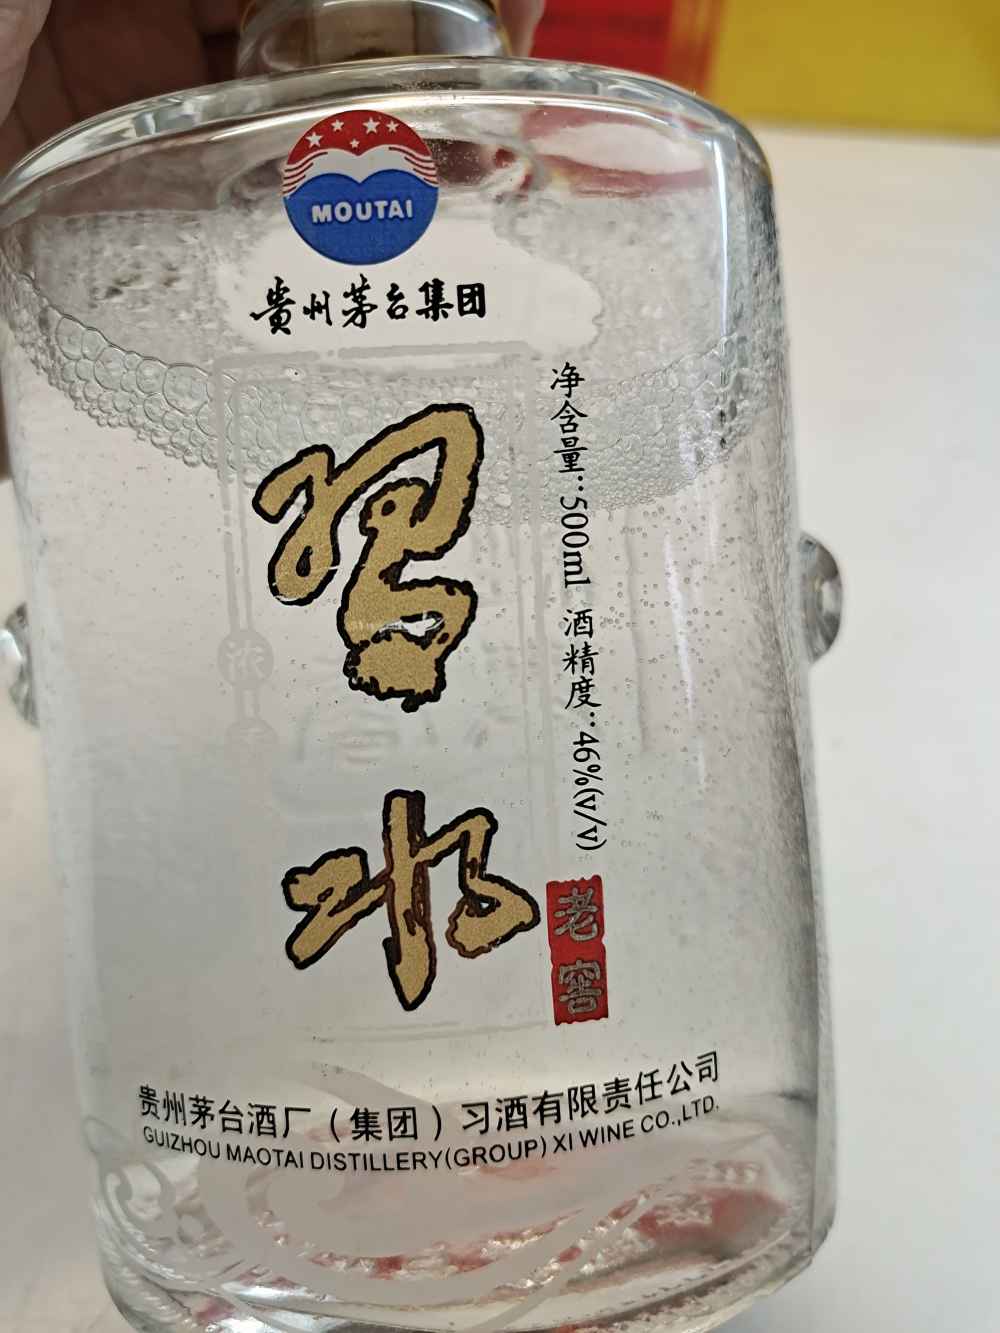 MOUTAI
贵州茅台集团
習水
净含量:500ml 酒精度:46%(v/v)
老窖
浓
贵州茅台酒厂(集团)习酒有限责任公司
GUIZHOU MAOTAI DISTILLERY(GROUP) XI WINE CO.,LTD.